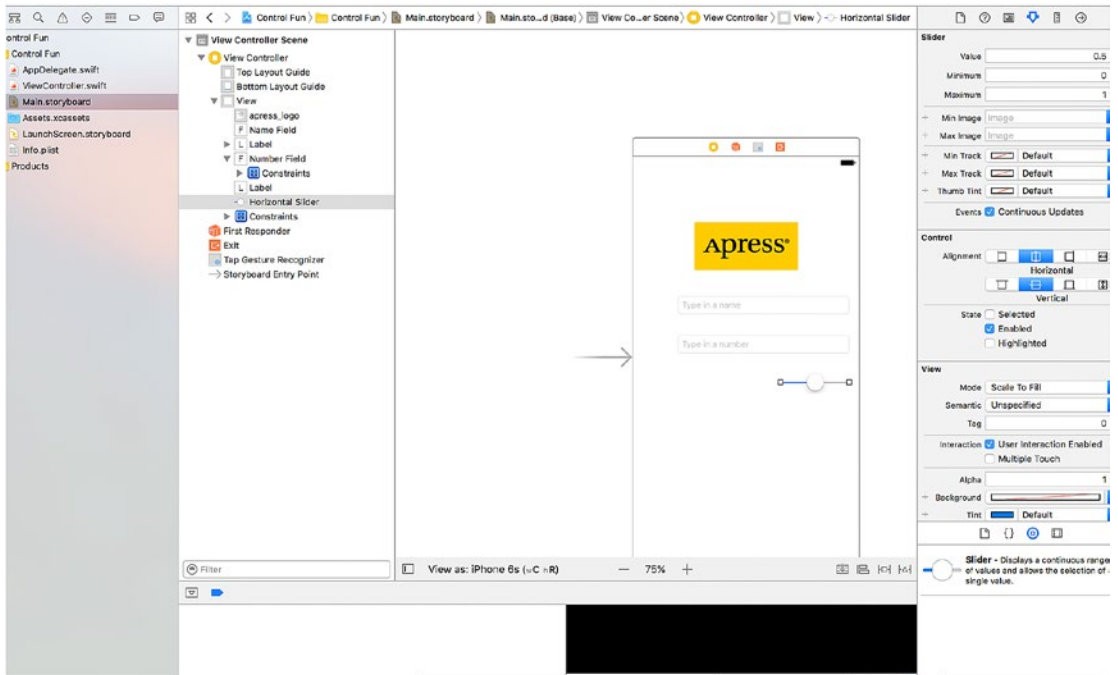 Control Fun Control Fun Main.storyboard Main.sto...d (Base) View Co...er Scene View Controller View Horizontal Slider
ontrol Fun
Control Fun
AppDelegate.swift
ViewController.swift
Main.storyboard
Assets.xcassets
LaunchScreen.storyboard
Info.plist
Products
View Controller Scene
View Controller
Top Layout Guide
Bottom Layout Guide
View
apress_logo
F Name Field
L Label
F Number Field
Constraints
L Label
Horizontal Slider
Constraints
First Responder
Exit
Tap Gesture Recognizer
Storyboard Entry Point
Filter
Apress®
Type in a name
Type in a number
View as: iPhone 6s (wC hR)
— 75% +
Slider
Value 0.5
Minimum 0
Maximum 1
Min Image Image
Max Image Image
Min Track Default
Max Track Default
Thumb Tint Default
Events Continuous Updates
Control
Alignment
Horizontal
Vertical
State Selected
Enabled
Highlighted
View
Mode Scale To Fill
Semantic Unspecified
Tag 0
Interaction User Interaction Enabled
Multiple Touch
Alpha 1
Background
Tint Default
{}
Slider - Displays a continuous range
of values and allows the selection of
single value.